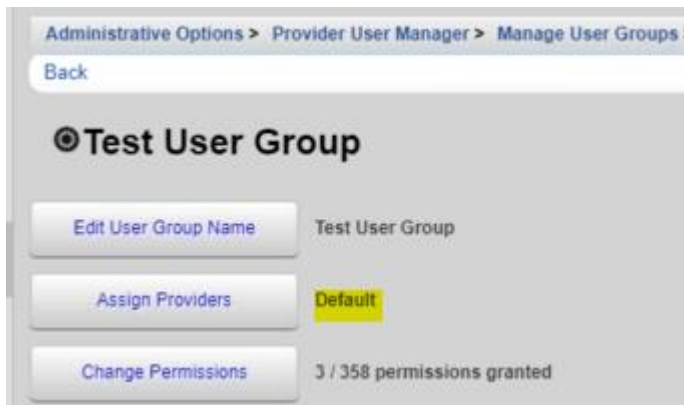 Administrative Options > Provider User Manager > Manage User Groups
Back
Test User Group
Edit User Group Name Test User Group
Assign Providers Default
Change Permissions 3 / 358 permissions granted